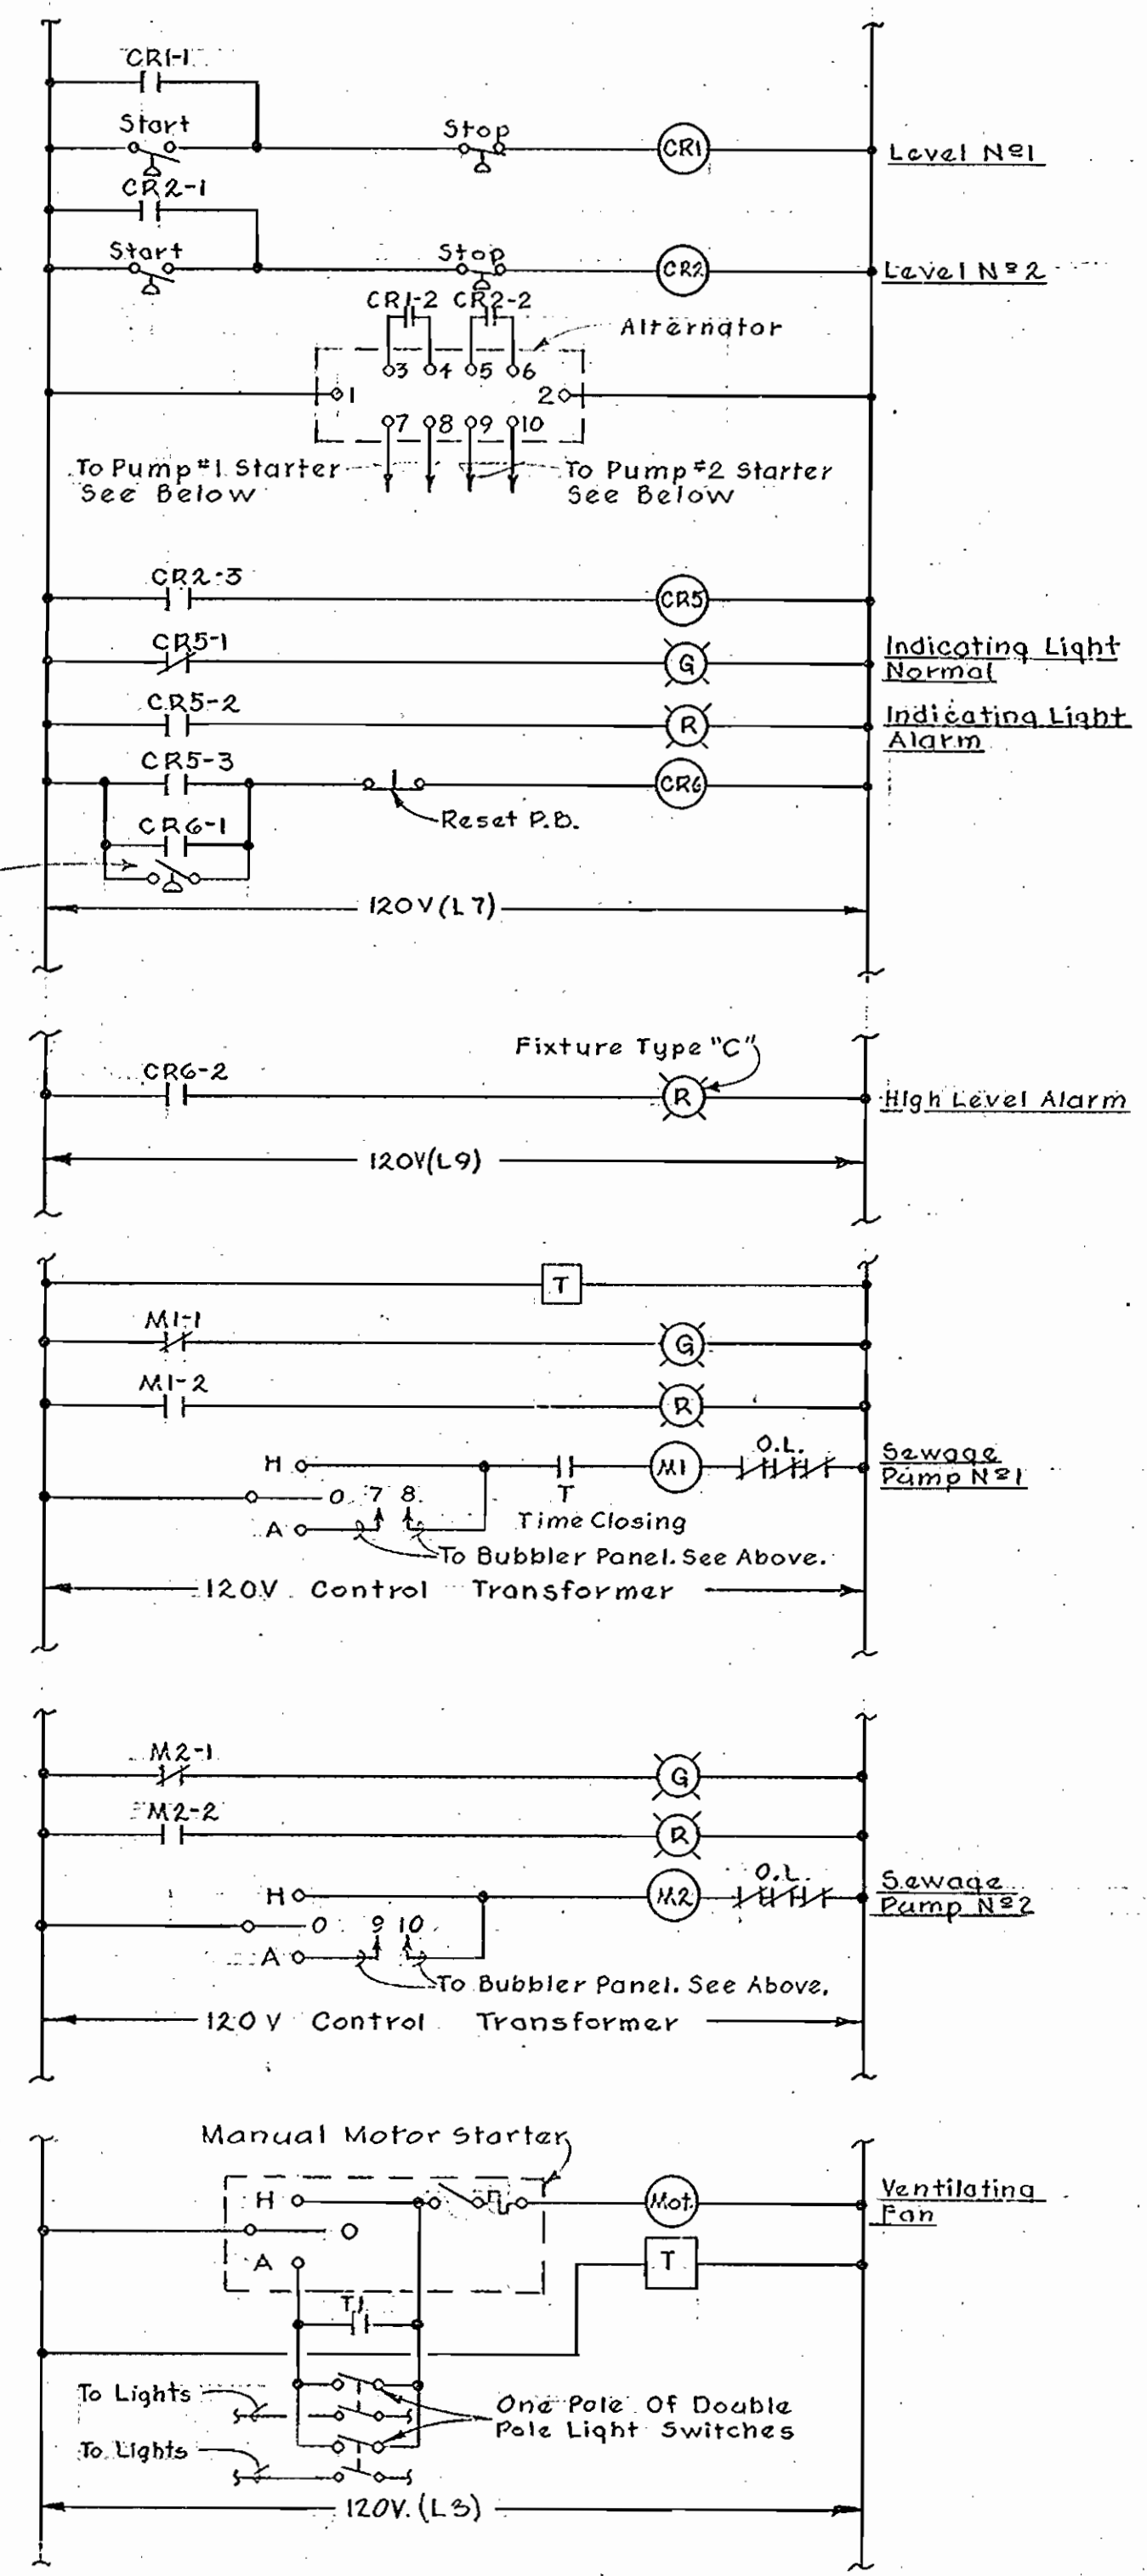 CR1-1
Start
Stop
CR1
Level №1
CR2-1
Start
Stop
CR2
Level №2
CR1-2 CR2-2
Alternator
3 4 5 6
1
2
7 8 9 10
To Pump #1 Starter
See Below
To Pump #2 Starter
See Below
CR2-3
CR5
CR5-1
G
Indicating Light
Normal
CR5-2
R
Indicating Light
Alarm
CR5-3
CR6
Reset P.B.
CR6-1
120V(L7)
Fixture Type "C"
CR6-2
R
High Level Alarm
120V(L9)
T
M1-1
G
M1-2
R
H
O.L.
M1
Sewage
Pump №1
T
O 7 8
Time Closing
A
To Bubbler Panel. See Above.
120V Control Transformer
M2-1
G
M2-2
R
H
M2
O.L.
Sewage
Pump №2
O 9 10
A
To Bubbler Panel. See Above.
120V Control Transformer
Manual Motor Starter
H
Mot.
Ventilating
Fan
O
A
T
T1
To Lights
One Pole Of Double
Pole Light Switches
To Lights
120V.(L3)